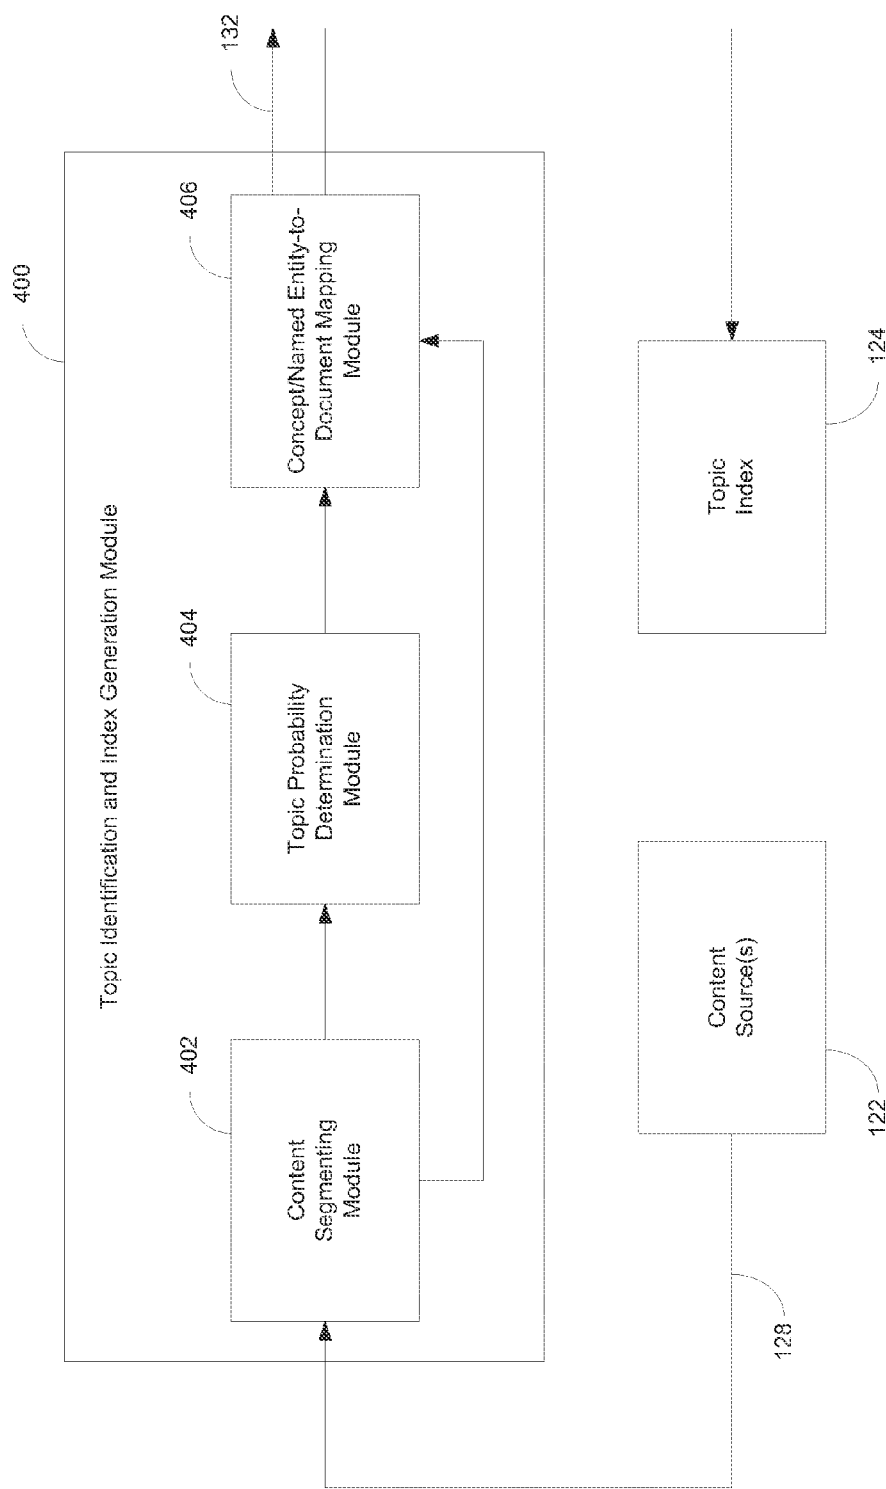 400
Topic Identification and Index Generation Module
402
Content
Segmenting
Module
404
Topic Probability
Determination
Module
406
Concept/Named Entity-to-
Document Mapping
Module
132
128
Content
Source(s)
122
Topic
Index
124